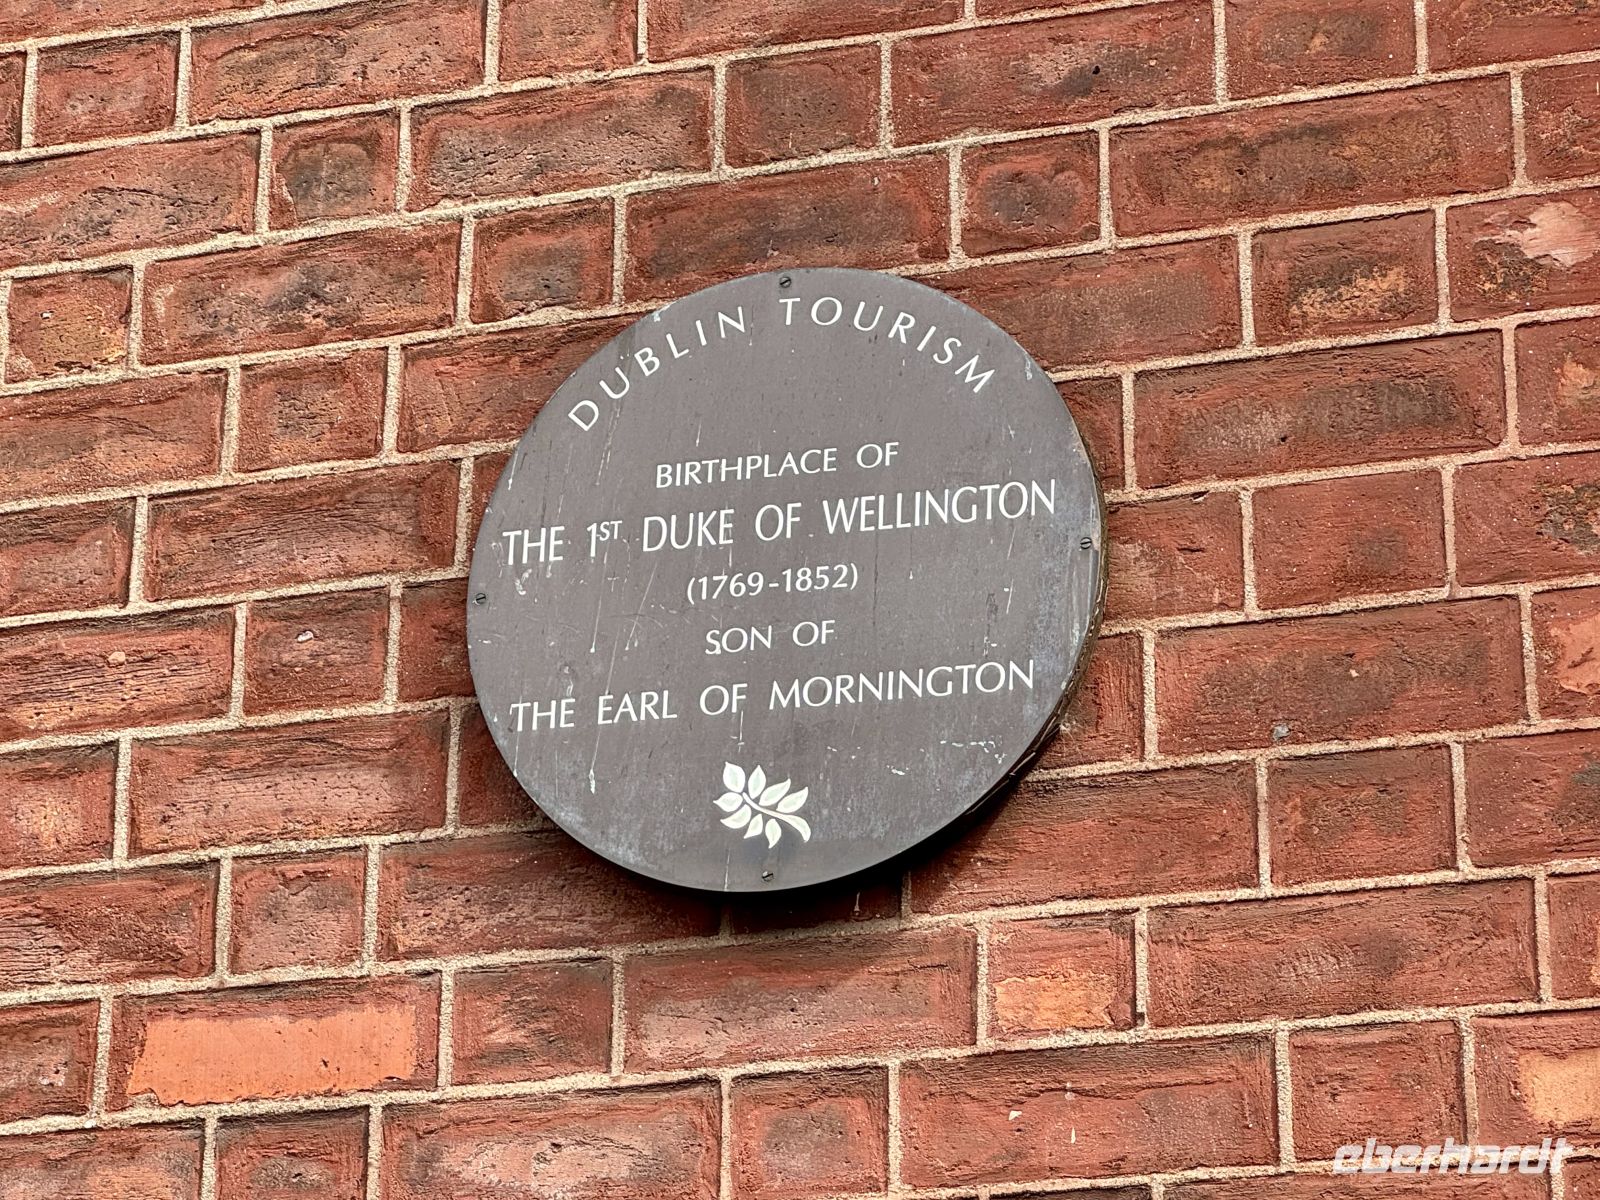 DUBLIN TOURISM
BIRTHPLACE OF
THE 1ST DUKE OF WELLINGTON
(1769-1852)
SON OF
THE EARL OF MORNINGTON
eberhardt